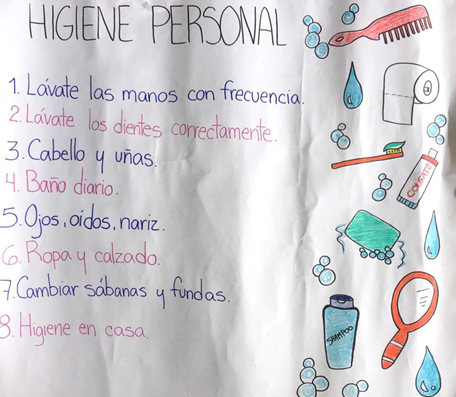 HIGIENE PERSONAL
1. Lávate las manos con frecuencia.
2. Lávate los dientes correctamente.
3. Cabello y uñas.
4. Baño diario.
5. Ojos, oidos, nariz.
6. Ropa y calzado.
7. Cambiar sábanas y fundas.
8. Higiene en casa.
COLGATE
SHAMPOO